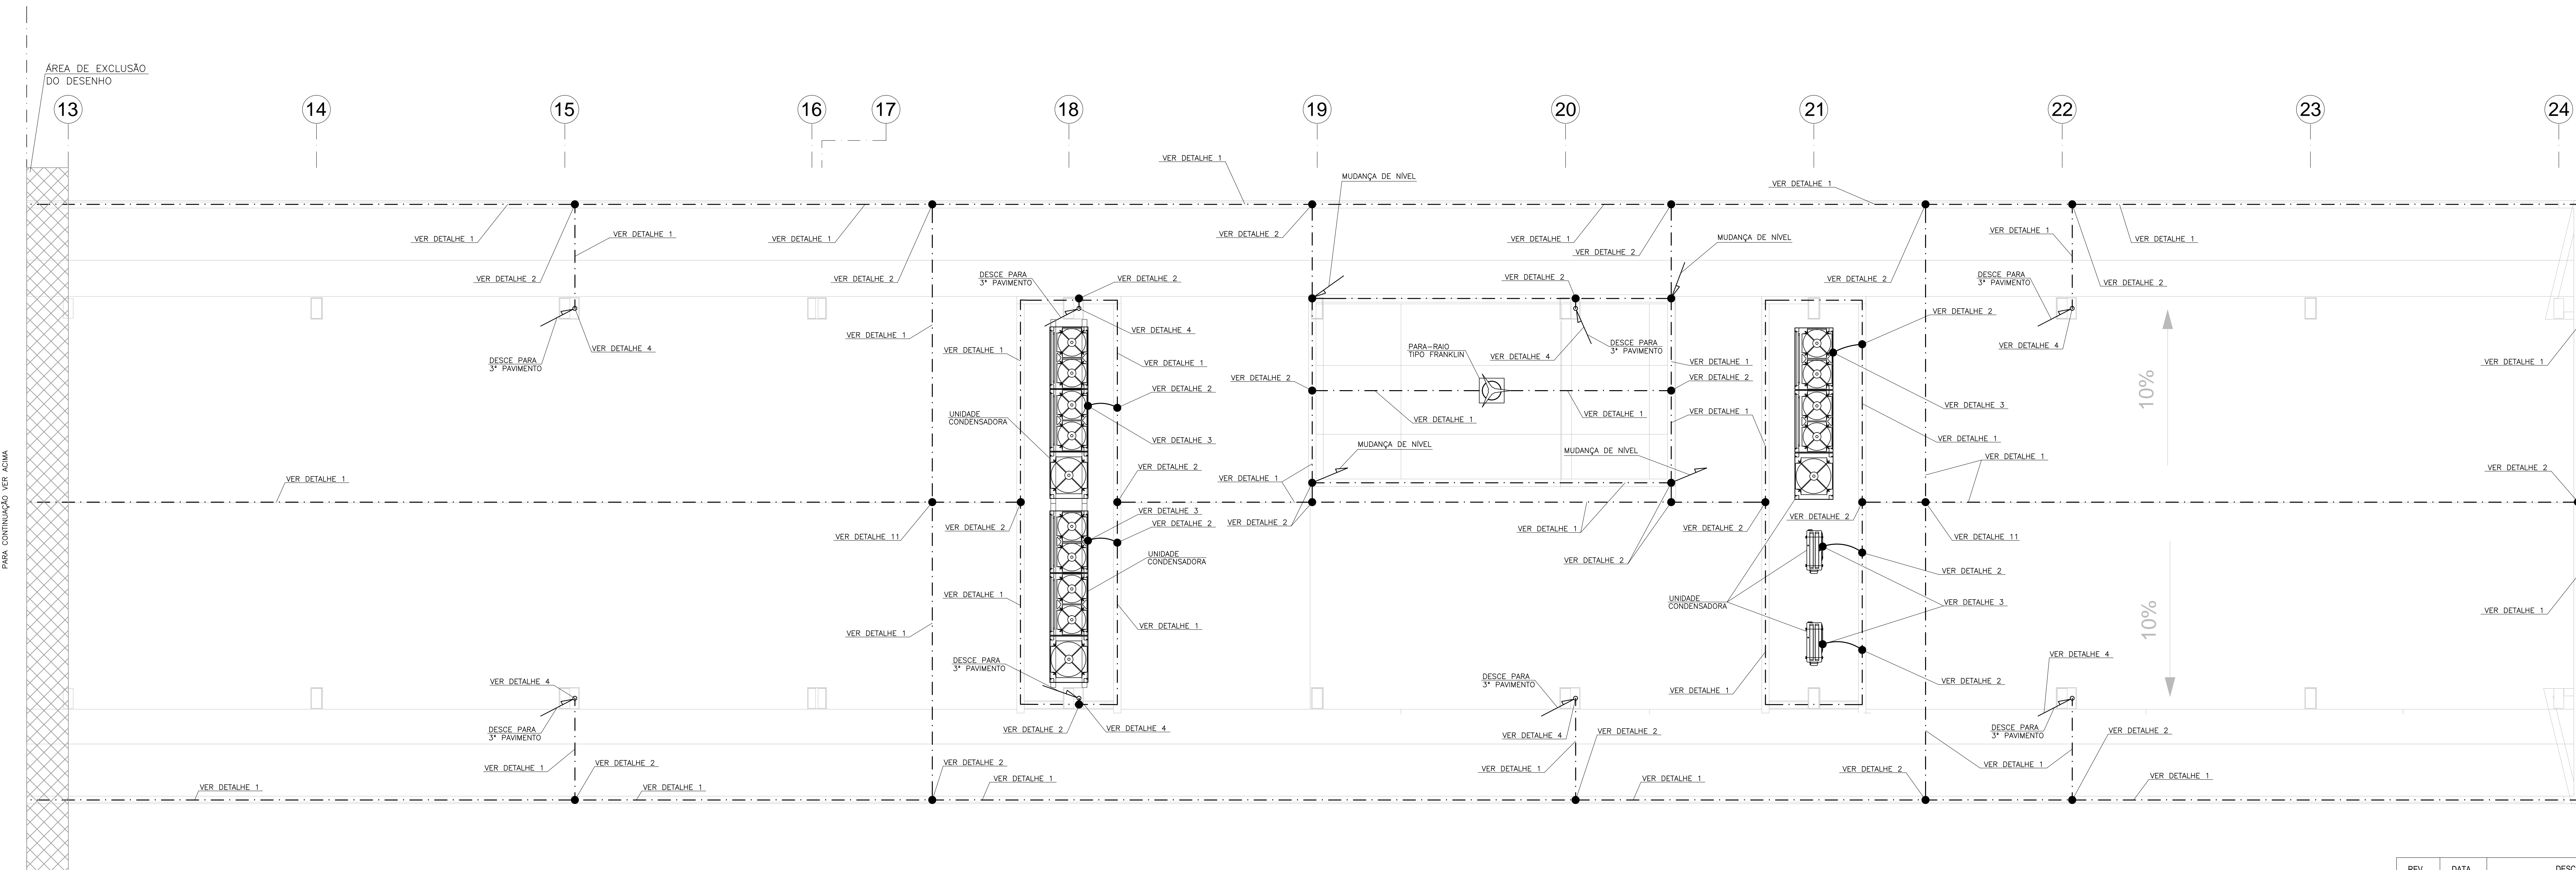 ÁREA DE EXCLUSÃO
DO DESENHO
13
14
15
16
17
18
19
20
21
22
23
24
VER DETALHE 1
MUDANÇA DE NÍVEL
VER DETALHE 1
VER DETALHE 1
VER DETALHE 1
VER DETALHE 1
VER DETALHE 2
VER DETALHE 1
VER DETALHE 2
MUDANÇA DE NÍVEL
VER DETALHE 1
VER DETALHE 1
VER DETALHE 2
VER DETALHE 2
DESCE PARA
3° PAVIMENTO
VER DETALHE 2
VER DETALHE 2
VER DETALHE 2
DESCE PARA
3° PAVIMENTO
VER DETALHE 2
VER DETALHE 1
VER DETALHE 4
VER DETALHE 2
VER DETALHE 4
DESCE PARA
3° PAVIMENTO
VER DETALHE 1
VER DETALHE 1
PARA-RAIO
TIPO FRANKLIN
VER DETALHE 4
DESCE PARA
3° PAVIMENTO
VER DETALHE 1
VER DETALHE 4
VER DETALHE 1
VER DETALHE 2
VER DETALHE 2
VER DETALHE 2
10%
UNIDADE
CONDENSADORA
VER DETALHE 3
VER DETALHE 1
VER DETALHE 1
VER DETALHE 1
VER DETALHE 3
MUDANÇA DE NÍVEL
MUDANÇA DE NÍVEL
VER DETALHE 1
VER DETALHE 1
PARA CONTINUAÇÃO VER ACIMA
VER DETALHE 1
VER DETALHE 2
VER DETALHE 1
VER DETALHE 2
VER DETALHE 11
VER DETALHE 2
VER DETALHE 3
VER DETALHE 2
VER DETALHE 2
VER DETALHE 1
VER DETALHE 2
VER DETALHE 2
VER DETALHE 11
UNIDADE
CONDENSADORA
VER DETALHE 2
VER DETALHE 2
VER DETALHE 1
UNIDADE
CONDENSADORA
VER DETALHE 3
VER DETALHE 1
10%
VER DETALHE 1
VER DETALHE 1
DESCE PARA
3° PAVIMENTO
VER DETALHE 4
VER DETALHE 4
DESCE PARA
3° PAVIMENTO
VER DETALHE 1
VER DETALHE 2
DESCE PARA
3° PAVIMENTO
VER DETALHE 2
VER DETALHE 4
VER DETALHE 4
VER DETALHE 2
DESCE PARA
3° PAVIMENTO
VER DETALHE 2
VER DETALHE 1
VER DETALHE 2
VER DETALHE 2
VER DETALHE 1
VER DETALHE 2
VER DETALHE 1
VER DETALHE 1
VER DETALHE 1
VER DETALHE 1
VER DETALHE 1
VER DETALHE 1
REV.
DATA
DESC